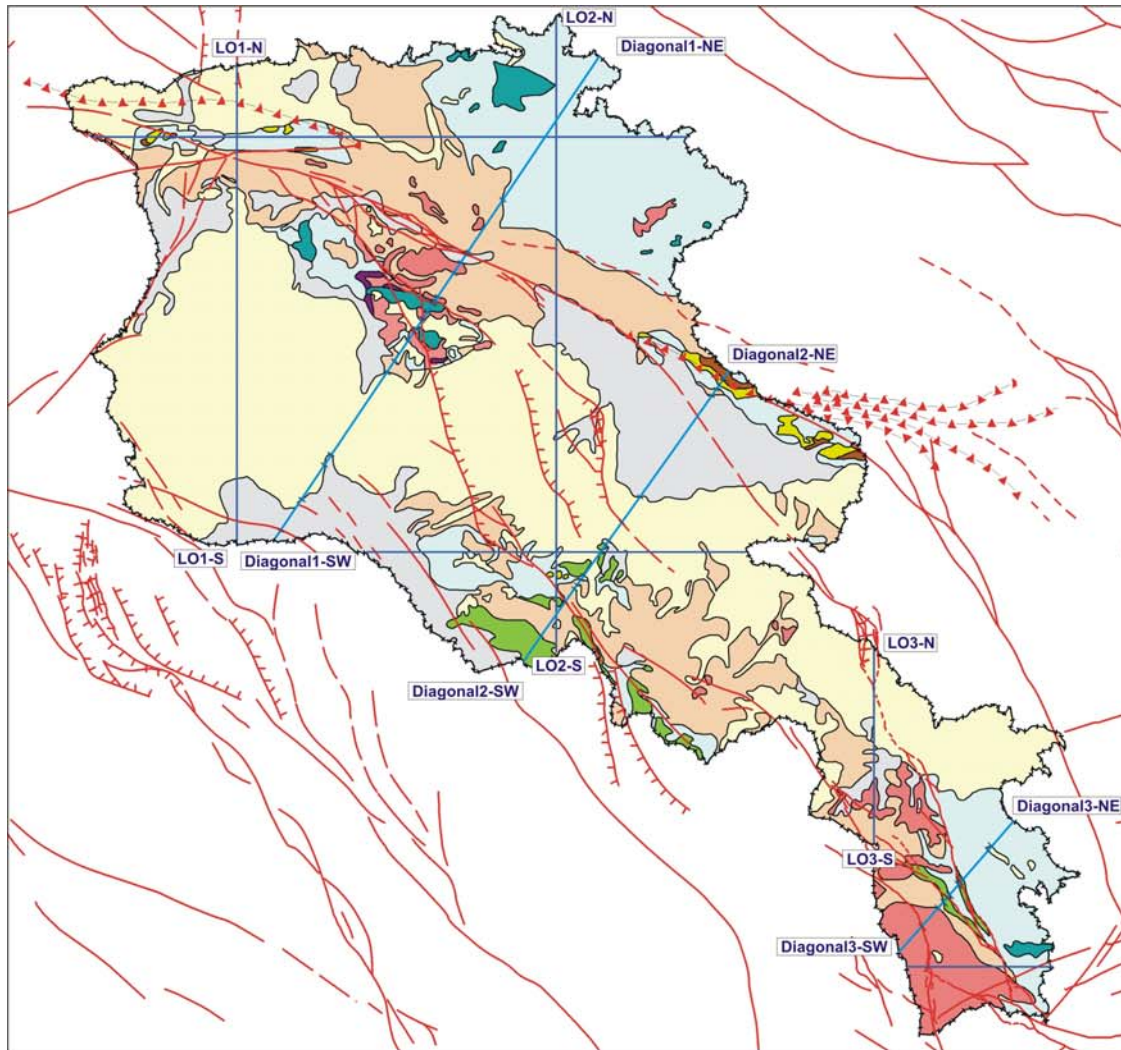 LO2-N
LO1-N
Diagonal1-NE
Diagonal2-NE
LO1-S
Diagonal1-SW
LO3-N
LO2-S
Diagonal2-SW
Diagonal3-NE
LO3-S
Diagonal3-SW